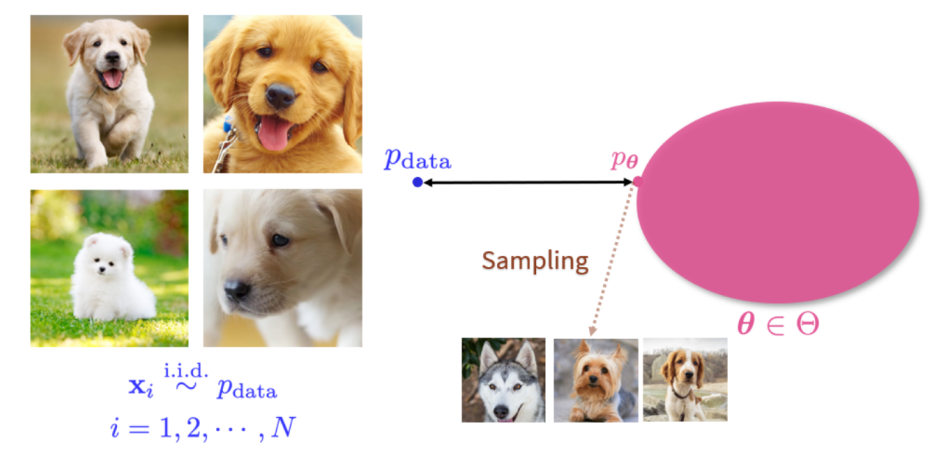 p_data
p_θ
Sampling
θ ∈ Θ
x_i i.i.d. ∼ p_data
i = 1, 2, ⋯ , N